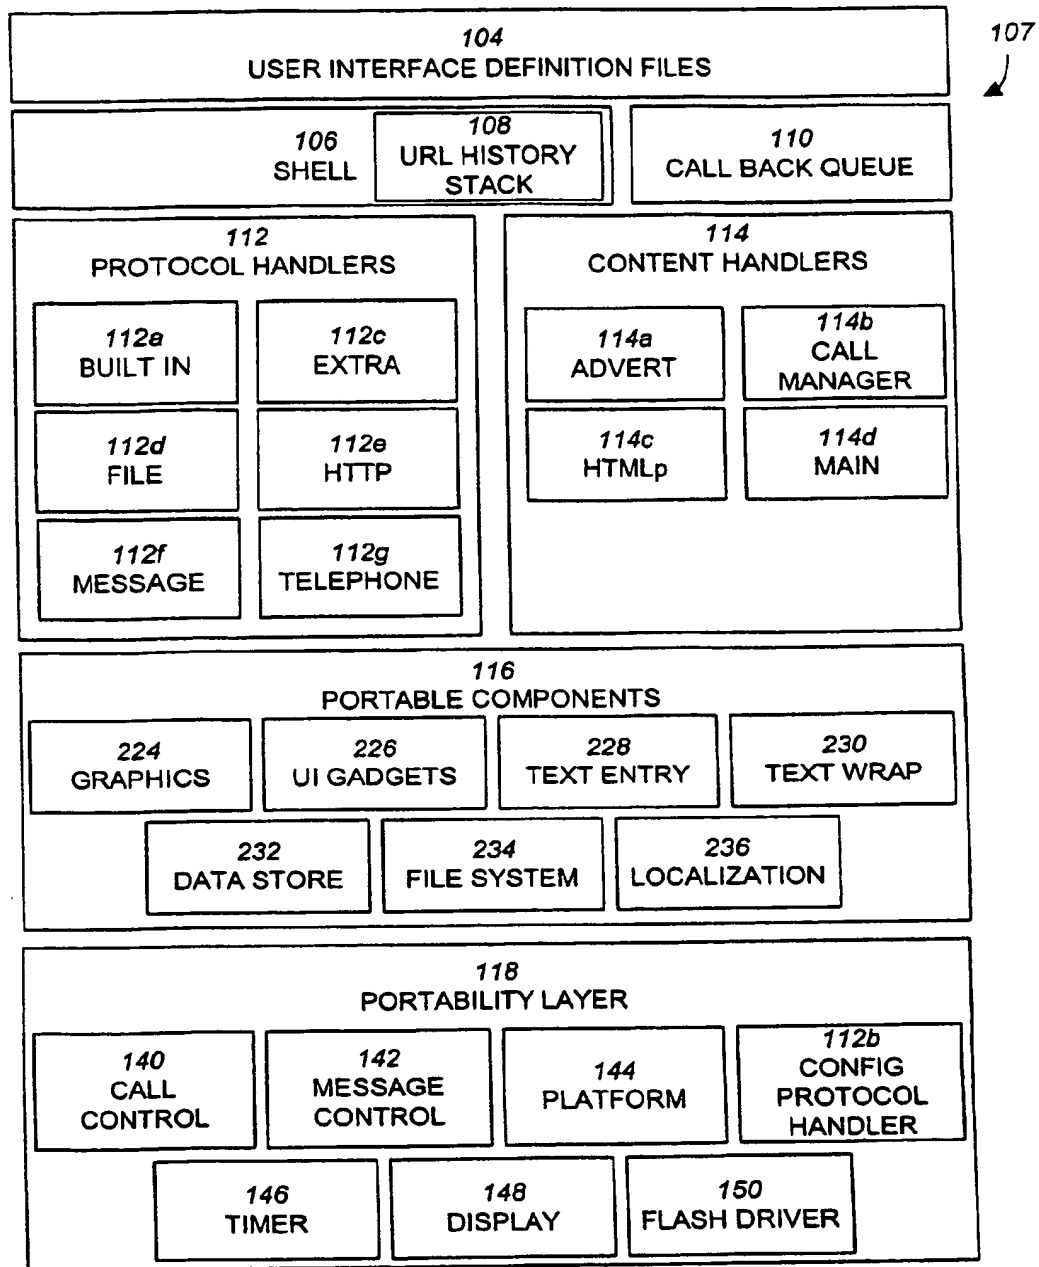 107
104
USER INTERFACE DEFINITION FILES
106
SHELL
108
URL HISTORY
STACK
110
CALL BACK QUEUE
112
PROTOCOL HANDLERS
112a
BUILT IN
112c
EXTRA
112d
FILE
112e
HTTP
112f
MESSAGE
112g
TELEPHONE
114
CONTENT HANDLERS
114a
ADVERT
114b
CALL
MANAGER
114c
HTMLp
114d
MAIN
116
PORTABLE COMPONENTS
224
GRAPHICS
226
UI GADGETS
228
TEXT ENTRY
230
TEXT WRAP
232
DATA STORE
234
FILE SYSTEM
236
LOCALIZATION
118
PORTABILITY LAYER
140
CALL
CONTROL
142
MESSAGE
CONTROL
144
PLATFORM
112b
CONFIG
PROTOCOL
HANDLER
146
TIMER
148
DISPLAY
150
FLASH DRIVER